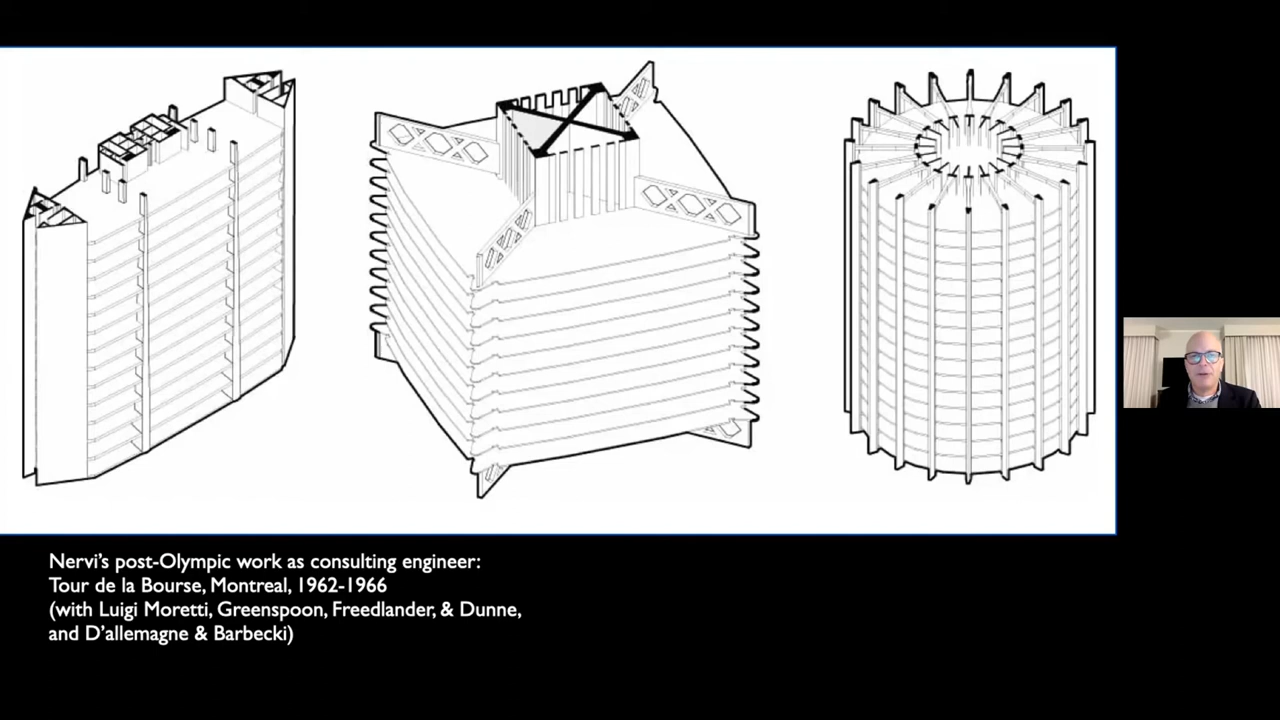 Nervi's post-Olympic work as consulting engineer:
Tour de la Bourse, Montreal, 1962-1966
(with Luigi Moretti, Greenspoon, Freedlander, & Dunne,
and D'allemagne & Barbecki)